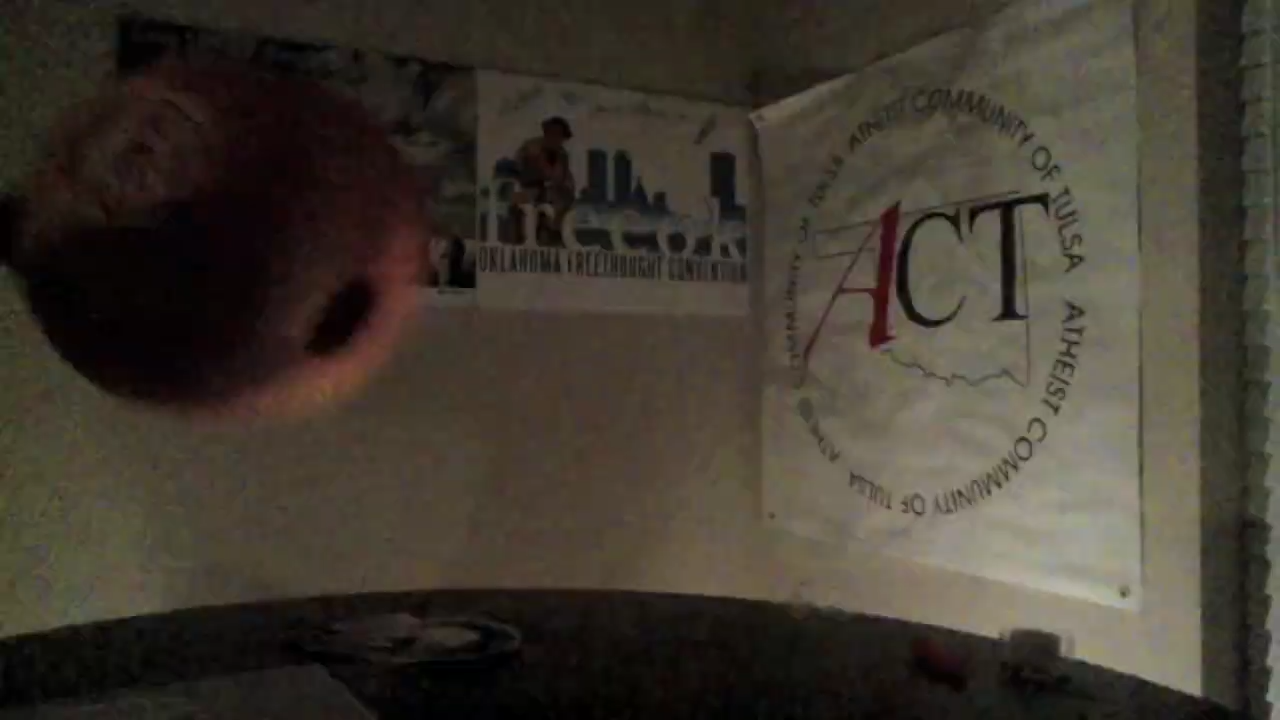 freeok
OKLAHOMA FREETHOUGHT CONVENTION
ACT
ATHEIST COMMUNITY OF TULSA ATHEIST COMMUNITY OF TULSA ATHEIST COMMUNITY OF TULSA